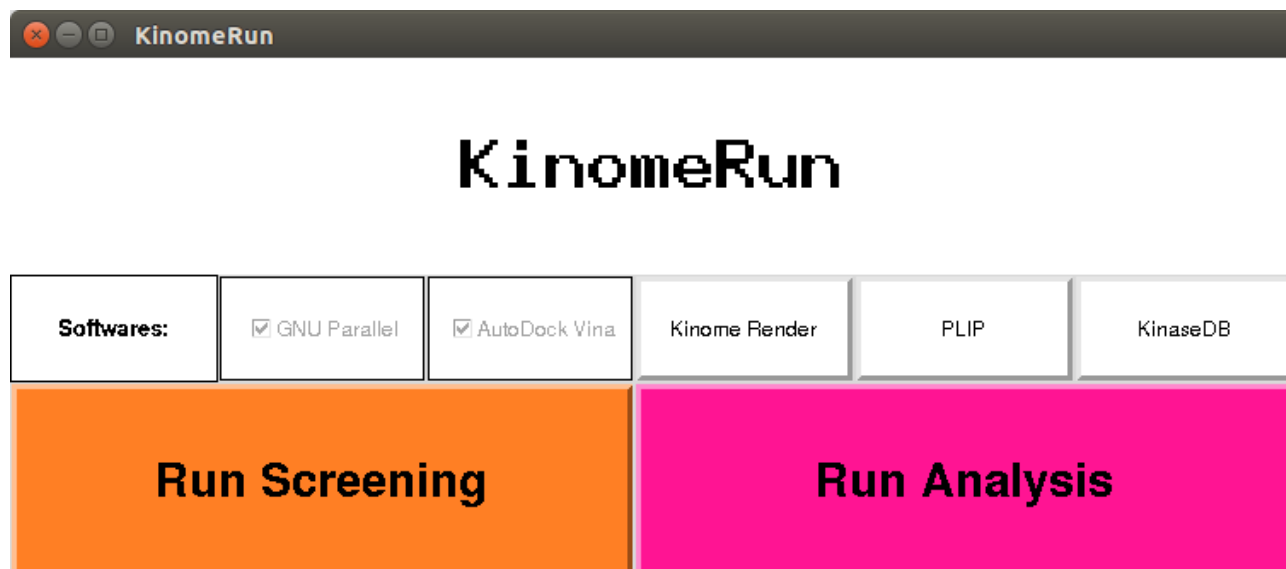 KinomeRun
KinomeRun
Softwares: GNU Parallel AutoDock Vina Kinome Render PLIP KinaseDB
Run Screening Run Analysis